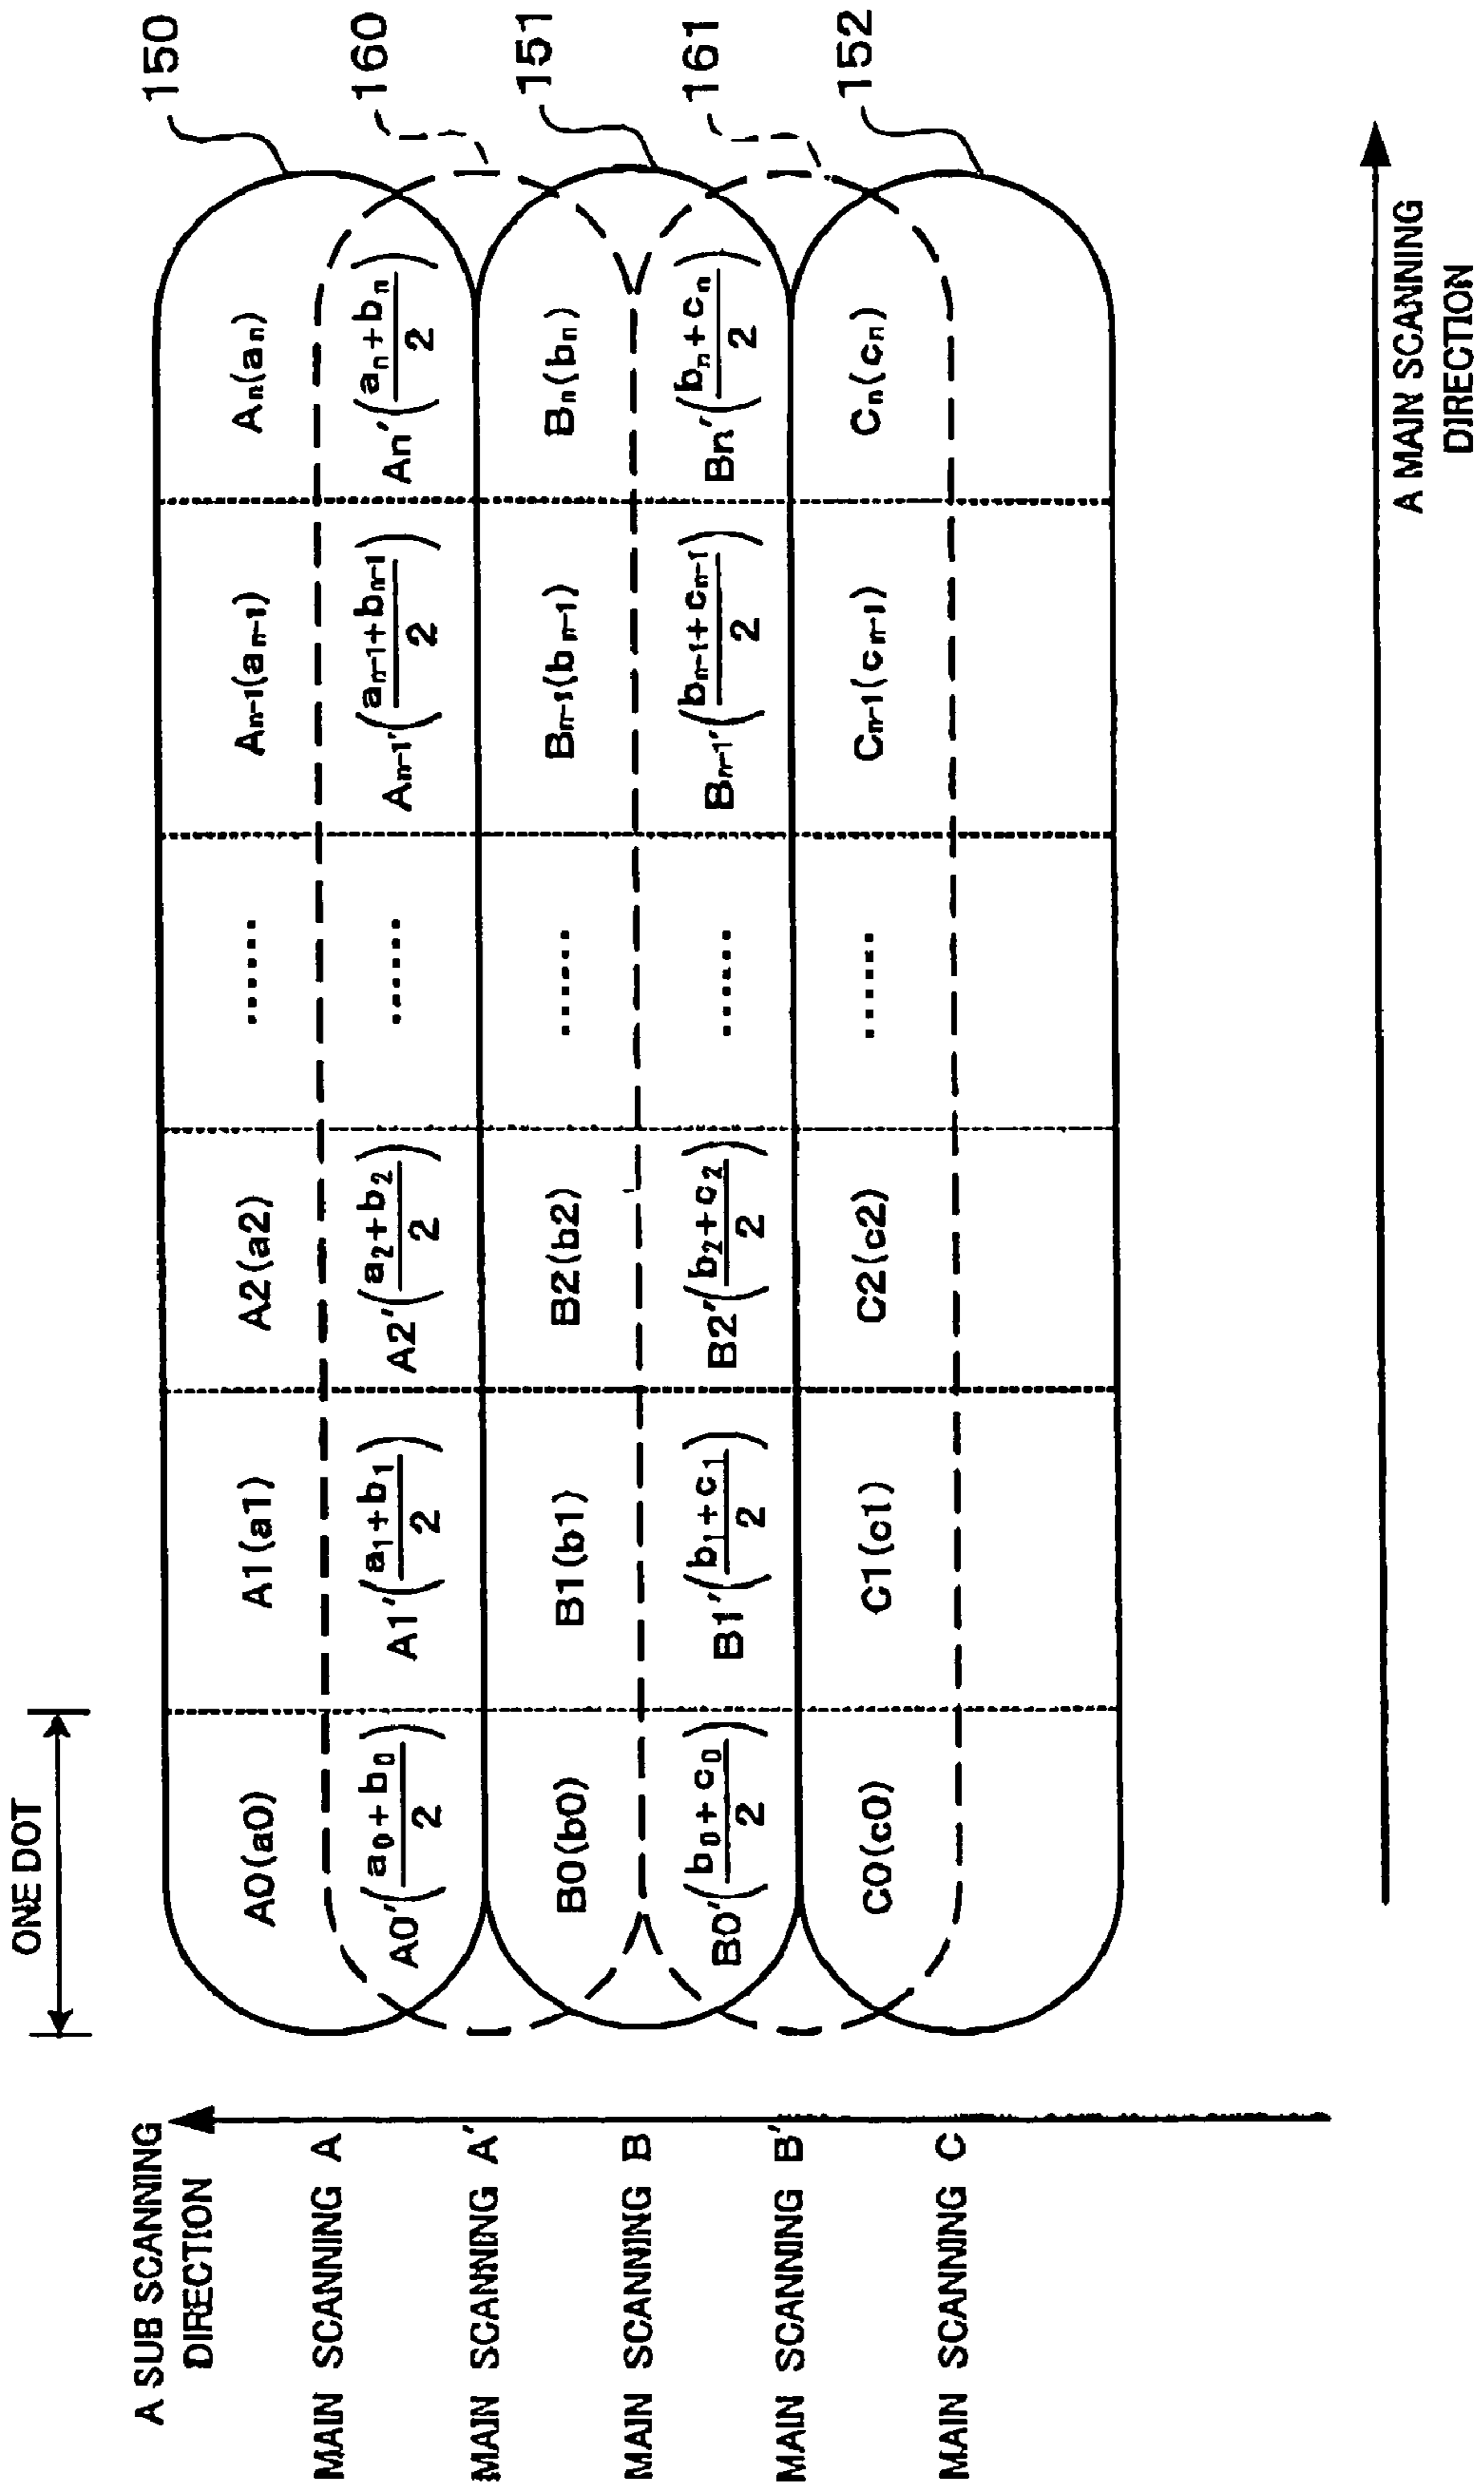 ONE DOT
150
160
151
161
152
A SUB SCANNING
DIRECTION
MAIN SCANNING A
A0(a0) A1(a1) A2(a2) ...... An-1(an-1) An(an)
MAIN SCANNING A'
A0'((a0+b0)/2) A1'((a1+b1)/2) A2'((a2+b2)/2) ...... An-1'((an-1+bn-1)/2) An'((an+bn)/2)
MAIN SCANNING B
B0(b0) B1(b1) B2(b2) ...... Bn-1(bn-1) Bn(bn)
MAIN SCANNING B'
B0'((b0+c0)/2) B1'((b1+c1)/2) B2'((b2+c2)/2) ...... Bn-1'((bn-1+cn-1)/2) Bn'((bn+cn)/2)
MAIN SCANNING C
C0(c0) C1(c1) C2(c2) ...... Cn-1(cn-1) Cn(cn)
A MAIN SCANNING
DIRECTION